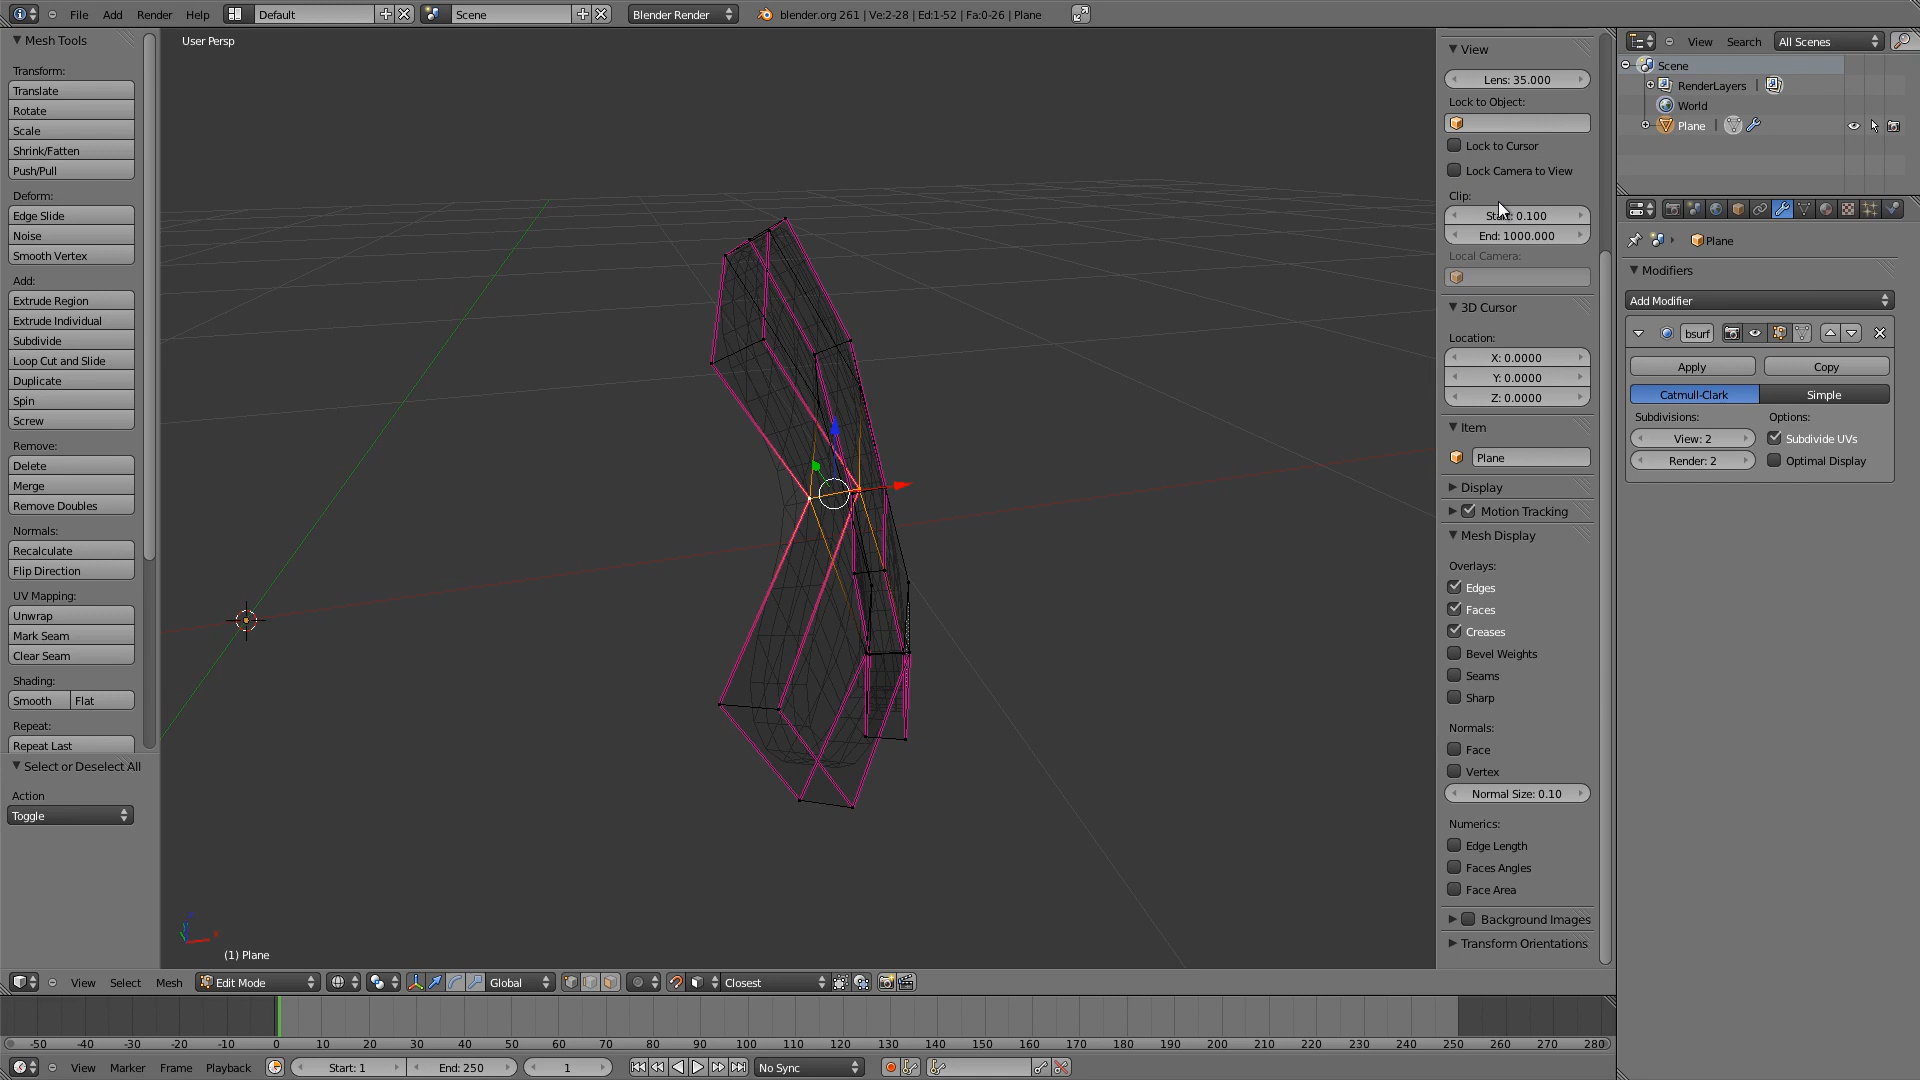 File Add Render Help Default Scene Blender Render blender.org 261 | Ve:2-28 | Ed:1-52 | Fa:0-26 | Plane
Mesh Tools
Transform:
Translate
Rotate
Scale
Shrink/Fatten
Push/Pull
Deform:
Edge Slide
Noise
Smooth Vertex
Add:
Extrude Region
Extrude Individual
Subdivide
Loop Cut and Slide
Duplicate
Spin
Screw
Remove:
Delete
Merge
Remove Doubles
Normals:
Recalculate
Flip Direction
UV Mapping:
Unwrap
Mark Seam
Clear Seam
Shading:
Smooth Flat
Repeat:
Repeat Last
Select or Deselect All
Action
Toggle
User Persp
(1) Plane
View
Lens: 35.000
Lock to Object:
Lock to Cursor
Lock Camera to View
Clip:
Start: 0.100
End: 1000.000
Local Camera:
3D Cursor
Location:
X: 0.0000
Y: 0.0000
Z: 0.0000
Item
Plane
Display
Motion Tracking
Mesh Display
Overlays:
Edges
Faces
Creases
Bevel Weights
Seams
Sharp
Normals:
Face
Vertex
Normal Size: 0.10
Numerics:
Edge Length
Faces Angles
Face Area
Background Images
Transform Orientations
View Search All Scenes
Scene
RenderLayers |
World
Plane |
Plane
Modifiers
Add Modifier
bsurf
Apply Copy
Catmull-Clark Simple
Subdivisions: Options:
View: 2 Subdivide UVs
Render: 2 Optimal Display
View Select Mesh Edit Mode Global Closest
-50 -40 -30 -20 -10 0 10 20 30 40 50 60 70 80 90 100 110 120 130 140 150 160 170 180 190 200 210 220 230 240 250 260 270 280
View Marker Frame Playback Start: 1 End: 250 1 No Sync